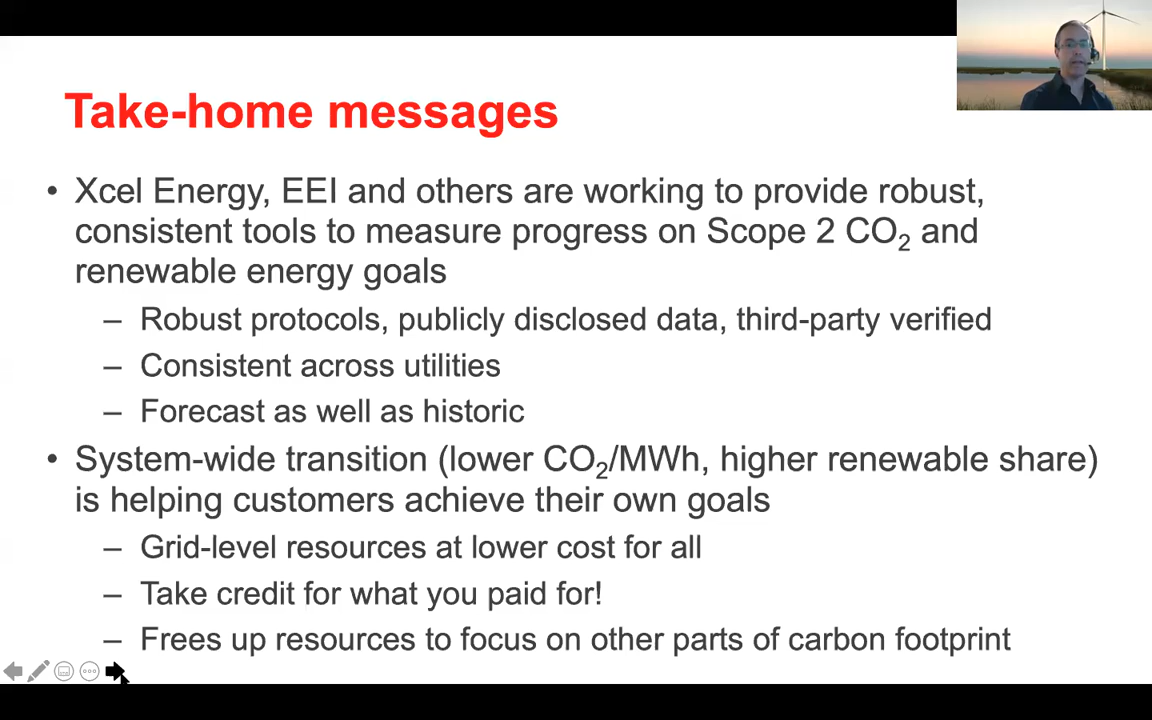 Take-home messages
• Xcel Energy, EEI and others are working to provide robust,
consistent tools to measure progress on Scope 2 CO₂ and
renewable energy goals
– Robust protocols, publicly disclosed data, third-party verified
– Consistent across utilities
– Forecast as well as historic
• System-wide transition (lower CO₂/MWh, higher renewable share)
is helping customers achieve their own goals
– Grid-level resources at lower cost for all
– Take credit for what you paid for!
– Frees up resources to focus on other parts of carbon footprint